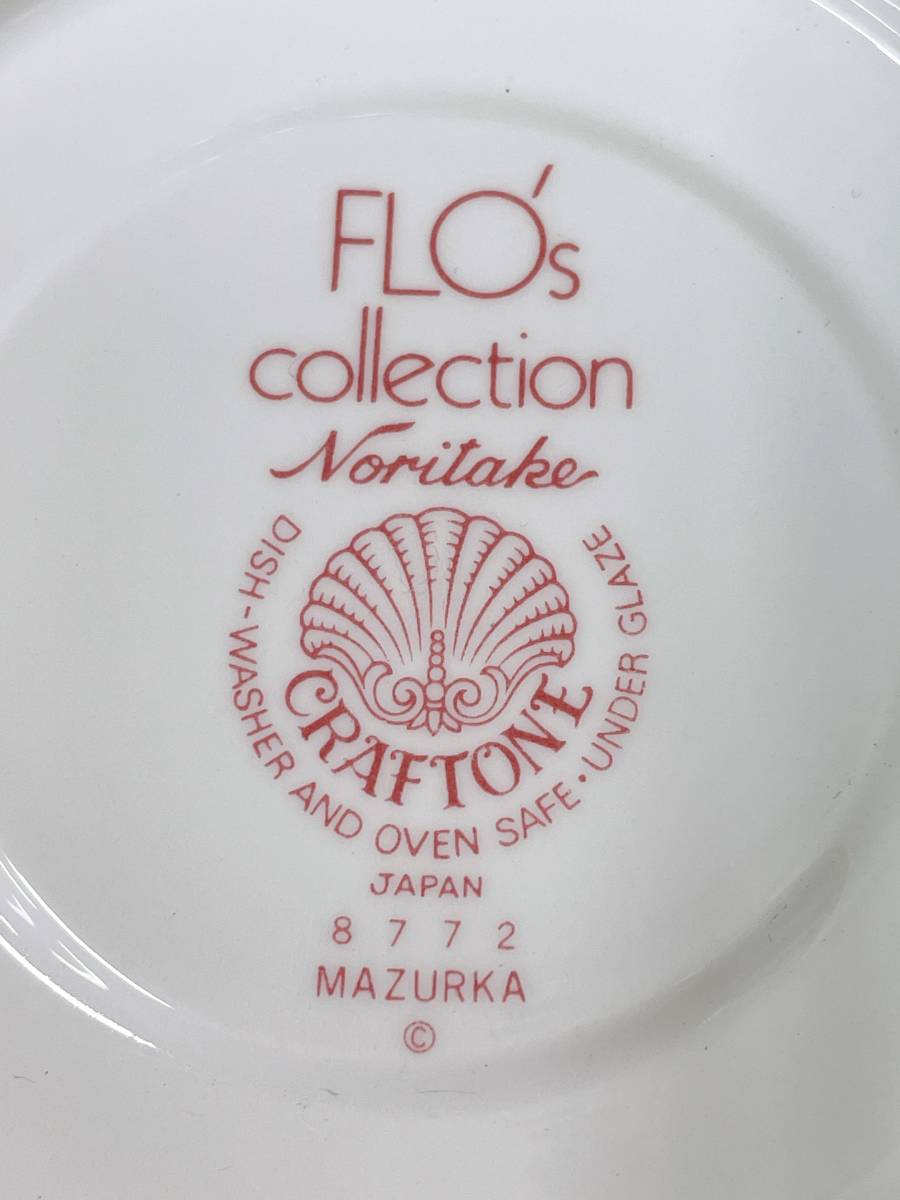 FLO's
collection
Noritake
CRAFTONE
DISH-WASHER AND OVEN SAFE·UNDER GLAZE
JAPAN
8772
MAZURKA
©